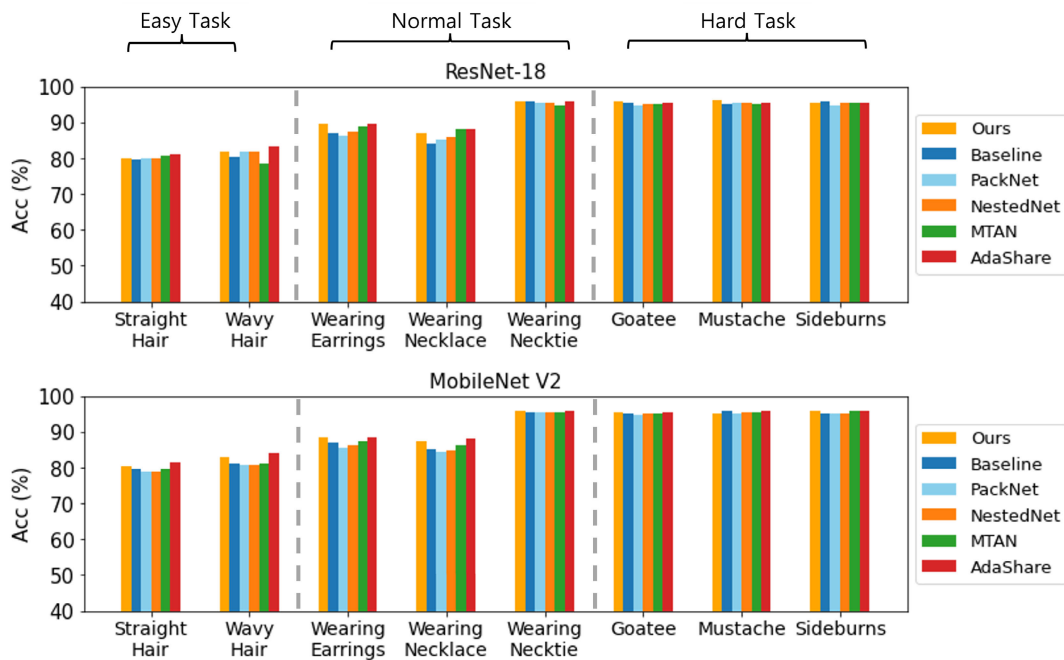 Easy Task
Normal Task
Hard Task
ResNet-18
Acc (%)
100
90
80
70
60
50
40
Straight Hair
Wavy Hair
Wearing Earrings
Wearing Necklace
Wearing Necktie
Goatee
Mustache
Sideburns
Ours
Baseline
PackNet
NestedNet
MTAN
AdaShare
MobileNet V2
Acc (%)
100
90
80
70
60
50
40
Straight Hair
Wavy Hair
Wearing Earrings
Wearing Necklace
Wearing Necktie
Goatee
Mustache
Sideburns
Ours
Baseline
PackNet
NestedNet
MTAN
AdaShare